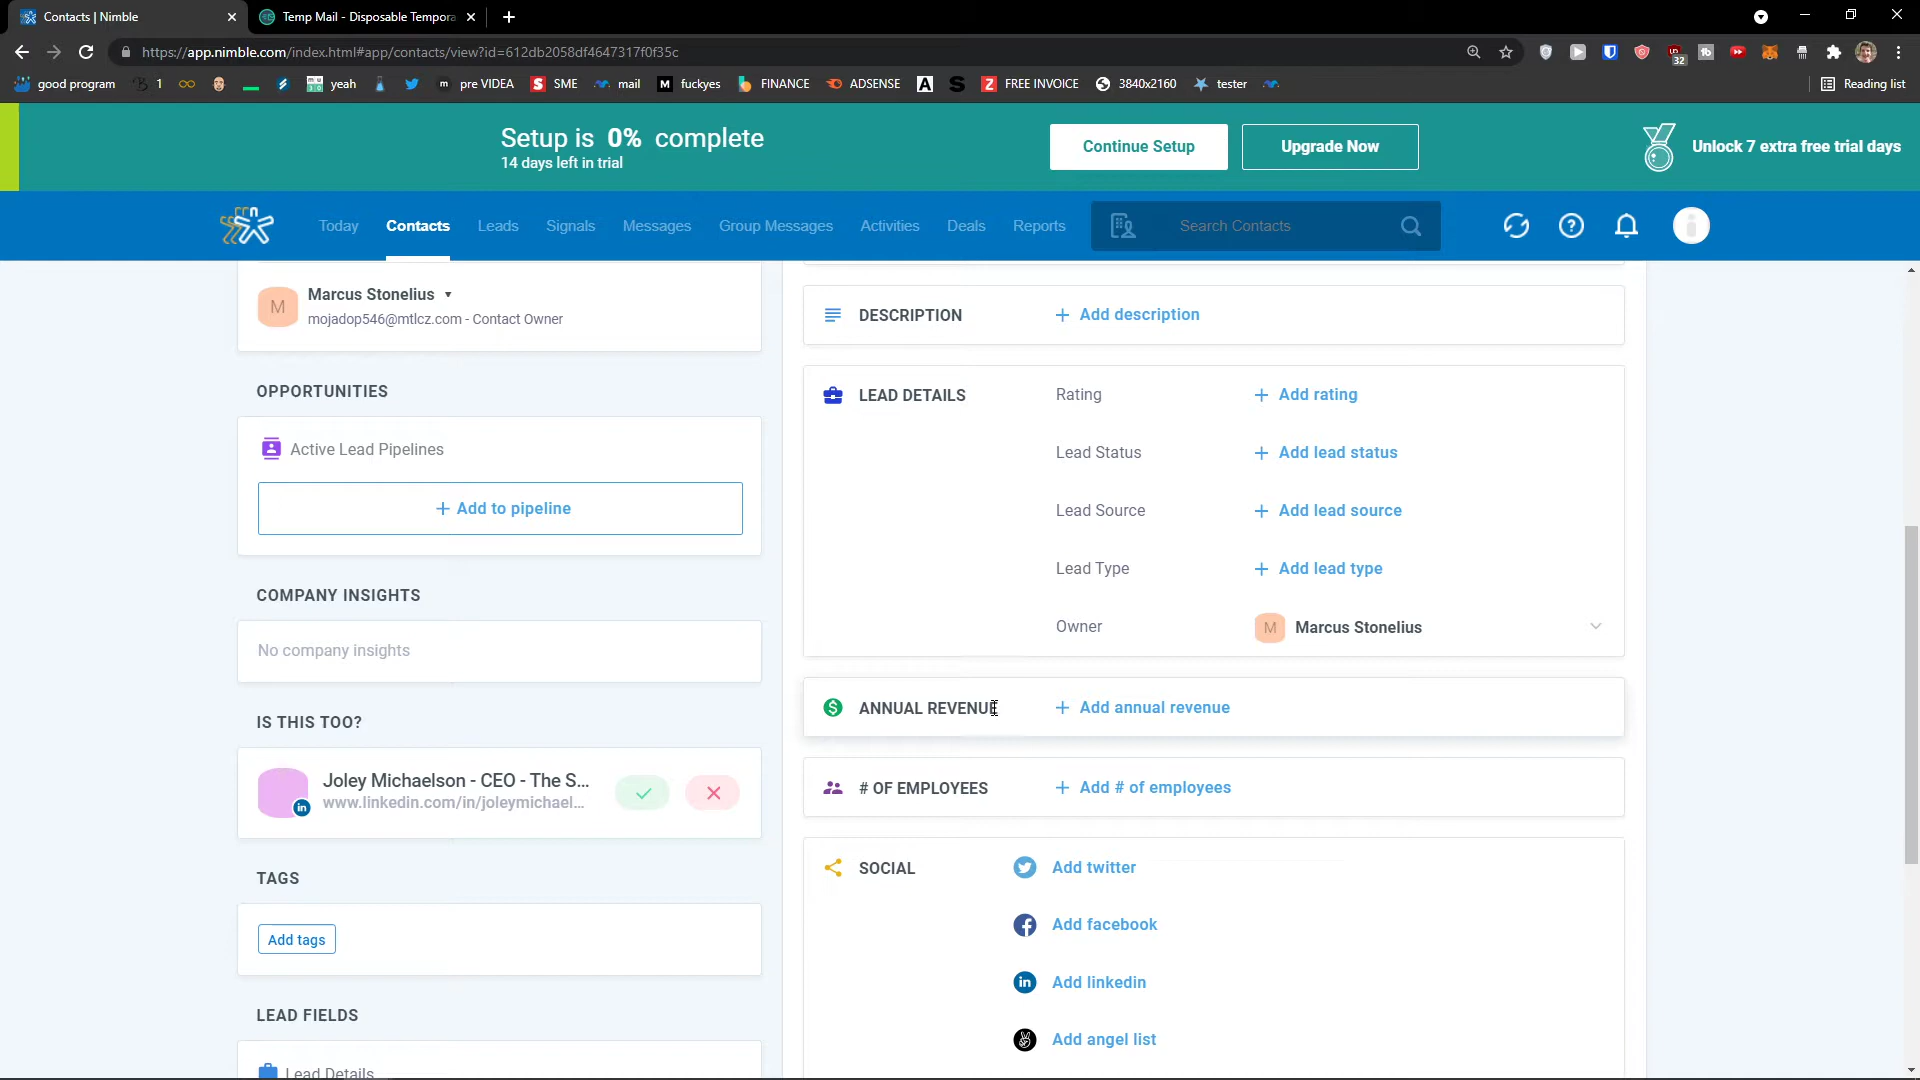 Contacts | Nimble
Temp Mail - Disposable Tempora
https://app.nimble.com/index.html#app/contacts/view?id=612db2058df4647317f0f35c
32
good program
1
yeah
pre VIDEA
SME
mail
fuckyes
FINANCE
ADSENSE
FREE INVOICE
3840x2160
tester
Reading list
Setup is 0% complete
14 days left in trial
Continue Setup
Upgrade Now
Unlock 7 extra free trial days
Today
Contacts
Leads
Signals
Messages
Group Messages
Activities
Deals
Reports
Search Contacts
M
Marcus Stonelius
mojadop546@mtlcz.com - Contact Owner
OPPORTUNITIES
Active Lead Pipelines
+ Add to pipeline
COMPANY INSIGHTS
No company insights
IS THIS TOO?
Joley Michaelson - CEO - The S...
www.linkedin.com/in/joleymichael...
TAGS
Add tags
LEAD FIELDS
Lead Details
DESCRIPTION
+ Add description
LEAD DETAILS
Rating
+ Add rating
Lead Status
+ Add lead status
Lead Source
+ Add lead source
Lead Type
+ Add lead type
Owner
M Marcus Stonelius
ANNUAL REVENUE
+ Add annual revenue
# OF EMPLOYEES
+ Add # of employees
SOCIAL
Add twitter
Add facebook
in Add linkedin
Add angel list